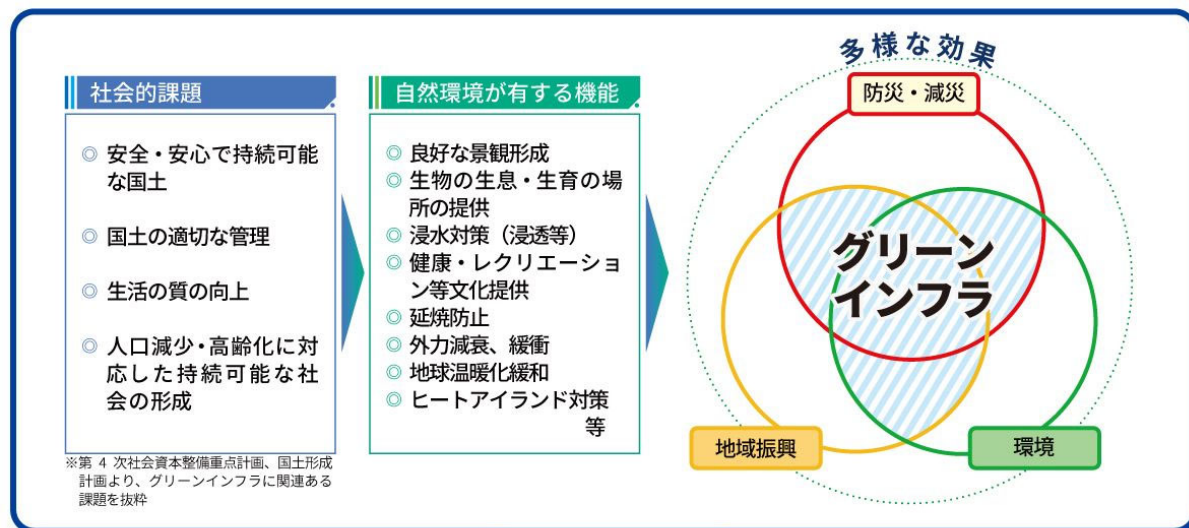 社会的課題
◎ 安全・安心で持続可能
な国土
◎ 国土の適切な管理
◎ 生活の質の向上
◎ 人口減少・高齢化に対
応した持続可能な社
会の形成
※第 4 次社会資本整備重点計画、国土形成
計画より、グリーンインフラに関連ある
課題を抜粋
自然環境が有する機能
◎ 良好な景観形成
◎ 生物の生息・生育の場
所の提供
◎ 浸水対策（浸透等）
◎ 健康・レクリエーショ
ン等文化提供
◎ 延焼防止
◎ 外力減衰、緩衝
◎ 地球温暖化緩和
◎ ヒートアイランド対策
等
多様な効果
防災・減災
グリーン
インフラ
地域振興
環境